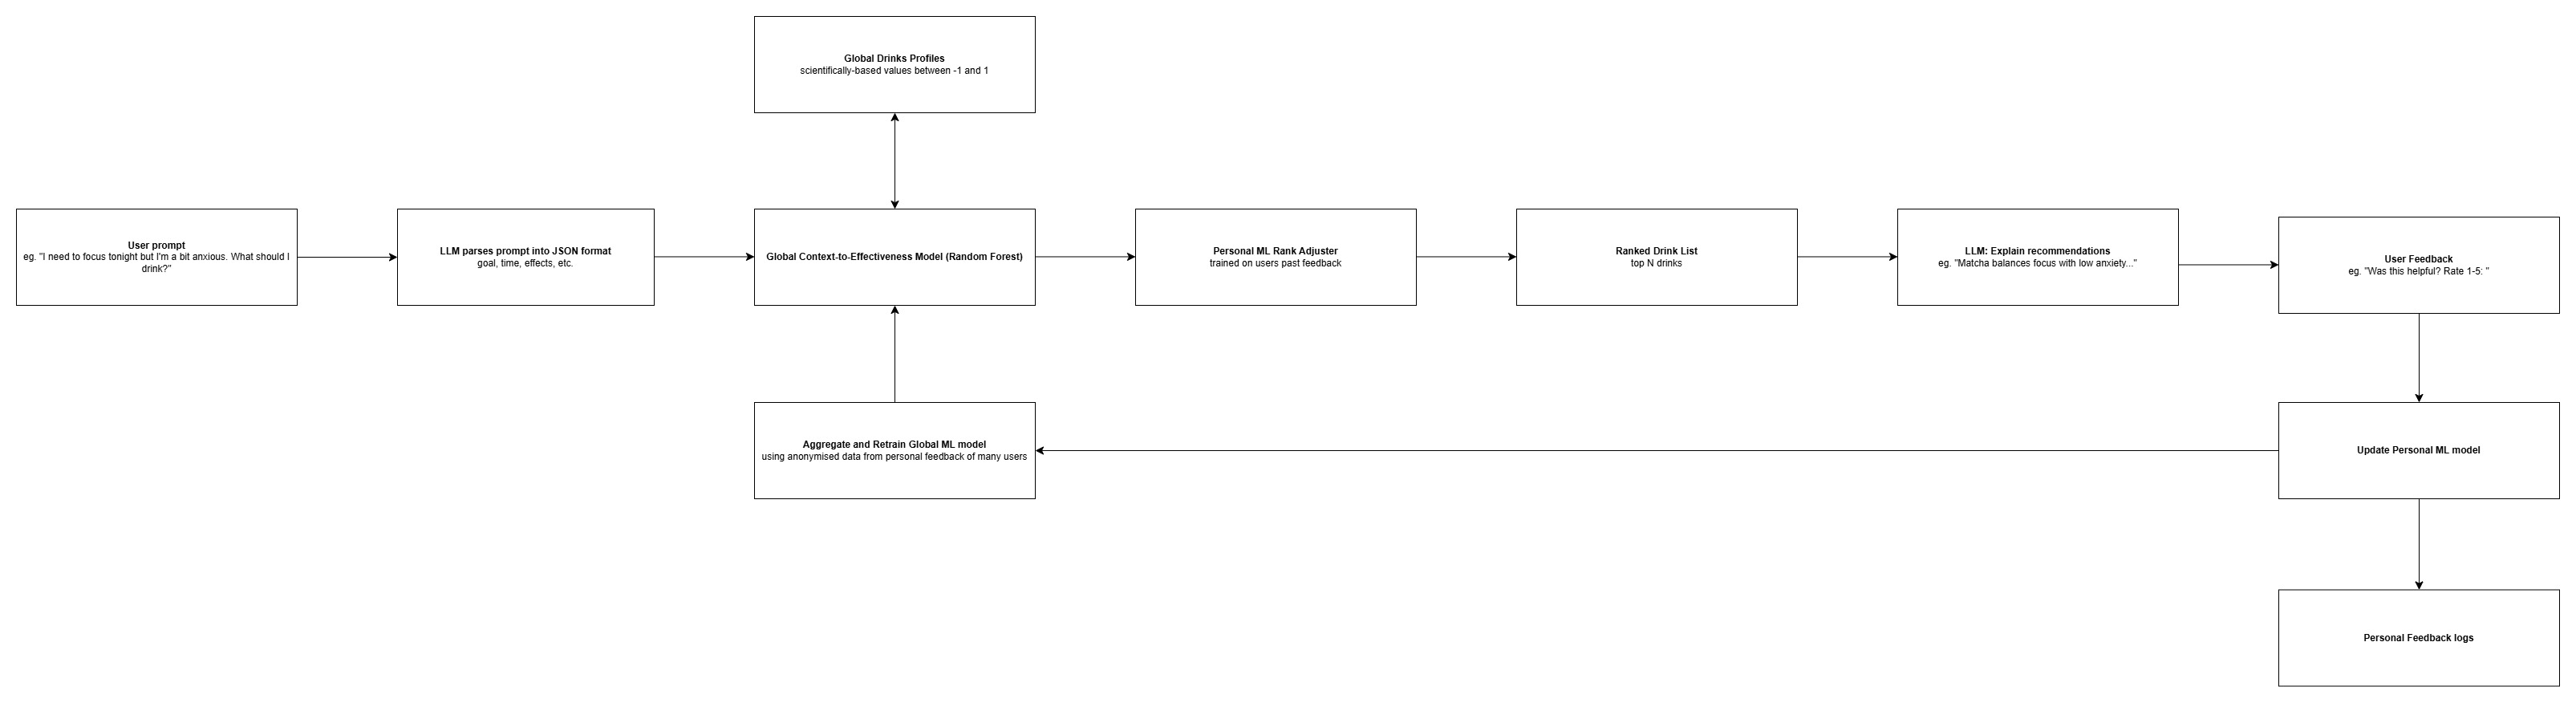 Global Drinks Profiles
scientifically-based values between -1 and 1
User prompt
eg. "I need to focus tonight but I'm a bit anxious. What should I
drink?"
LLM parses prompt into JSON format
goal, time, effects, etc.
Global Context-to-Effectiveness Model (Random Forest)
Personal ML Rank Adjuster
trained on users past feedback
Ranked Drink List
top N drinks
LLM: Explain recommendations
eg. "Matcha balances focus with low anxiety..."
User Feedback
eg. "Was this helpful? Rate 1-5: "
Aggregate and Retrain Global ML model
using anonymised data from personal feedback of many users
Update Personal ML model
Personal Feedback logs